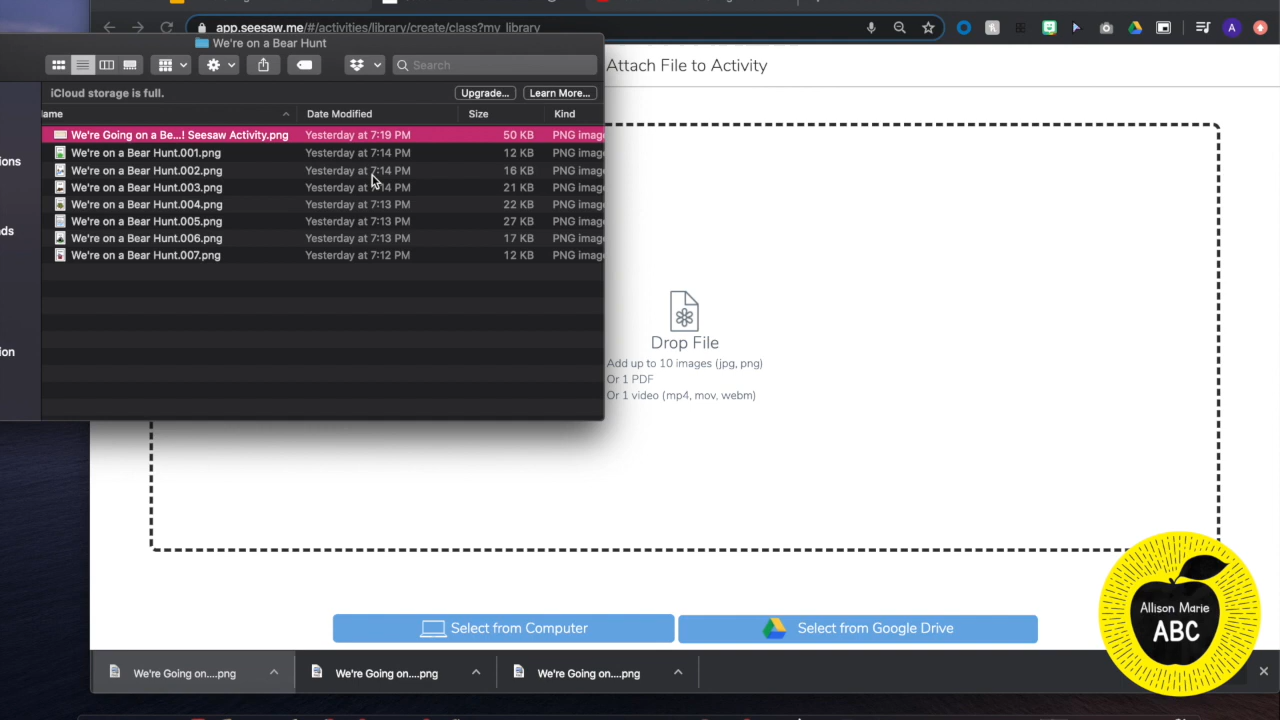 app.seesaw.me/#/activities/library/create/class?my_library
A
We're on a Bear Hunt
Search
Attach File to Activity
iCloud storage is full.
Upgrade...
Learn More...
ame
Date Modified
Size
Kind
We're Going on a Be...! Seesaw Activity.png Yesterday at 7:19 PM 50 KB PNG image
We're on a Bear Hunt.001.png Yesterday at 7:14 PM 12 KB PNG image
We're on a Bear Hunt.002.png Yesterday at 7:14 PM 16 KB PNG image
We're on a Bear Hunt.003.png Yesterday at 7:14 PM 21 KB PNG image
We're on a Bear Hunt.004.png Yesterday at 7:13 PM 22 KB PNG image
We're on a Bear Hunt.005.png Yesterday at 7:13 PM 27 KB PNG image
We're on a Bear Hunt.006.png Yesterday at 7:13 PM 17 KB PNG image
We're on a Bear Hunt.007.png Yesterday at 7:12 PM 12 KB PNG image
ions
ds
ion
Drop File
Add up to 10 images (jpg, png)
Or 1 PDF
Or 1 video (mp4, mov, webm)
Select from Computer
Select from Google Drive
Allison Marie
ABC
We're Going on....png
We're Going on....png
We're Going on....png